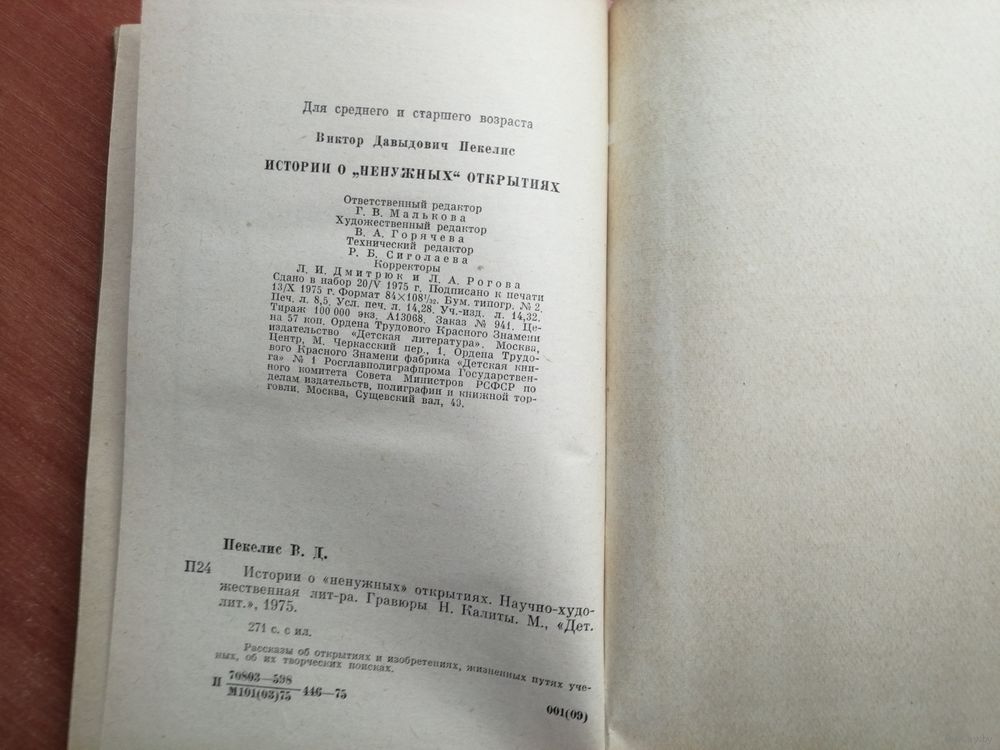 Для среднего и старшего возраста
Виктор Давыдович Пекелис
ИСТОРИИ О „НЕНУЖНЫХ“ ОТКРЫТИЯХ
Ответственный редактор
Г. В. Малькова
Художественный редактор
В. А. Горячева
Технический редактор
Р. Б. Сиголаева
Корректоры
Л. И. Дмитрюк и Л. А. Рогова
Сдано в набор 20/V 1975 г. Подписано к печати
13/X 1975 г. Формат 84×108¹/₃₂. Бум. типогр. № 2.
Печ. л. 8,5. Усл. печ. л. 14,28. Уч.-изд. л. 14,32.
Тираж 100 000 экз. А13068. Заказ № 941. Це-
на 57 коп. Ордена Трудового Красного Знамени
издательство «Детская литература». Москва,
Центр, М. Черкасский пер., 1. Ордена Трудо-
вого Красного Знамени фабрика «Детская кни-
га» № 1 Росглавполиграфпрома Государствен-
ного комитета Совета Министров РСФСР по
делам издательств, полиграфии и книжной тор-
говли. Москва, Сущевский вал, 49.
Пекелис В. Д.
П24 Истории о «ненужных» открытиях. Научно-худо-
жественная лит-ра. Гравюры Н. Калиты. М., «Дет.
лит.», 1975.
271 с. с ил.
Рассказы об открытиях и изобретениях, жизненных путях уче-
ных, об их творческих поисках.
П 70803—598
М101(03)75 446—75
001(09)